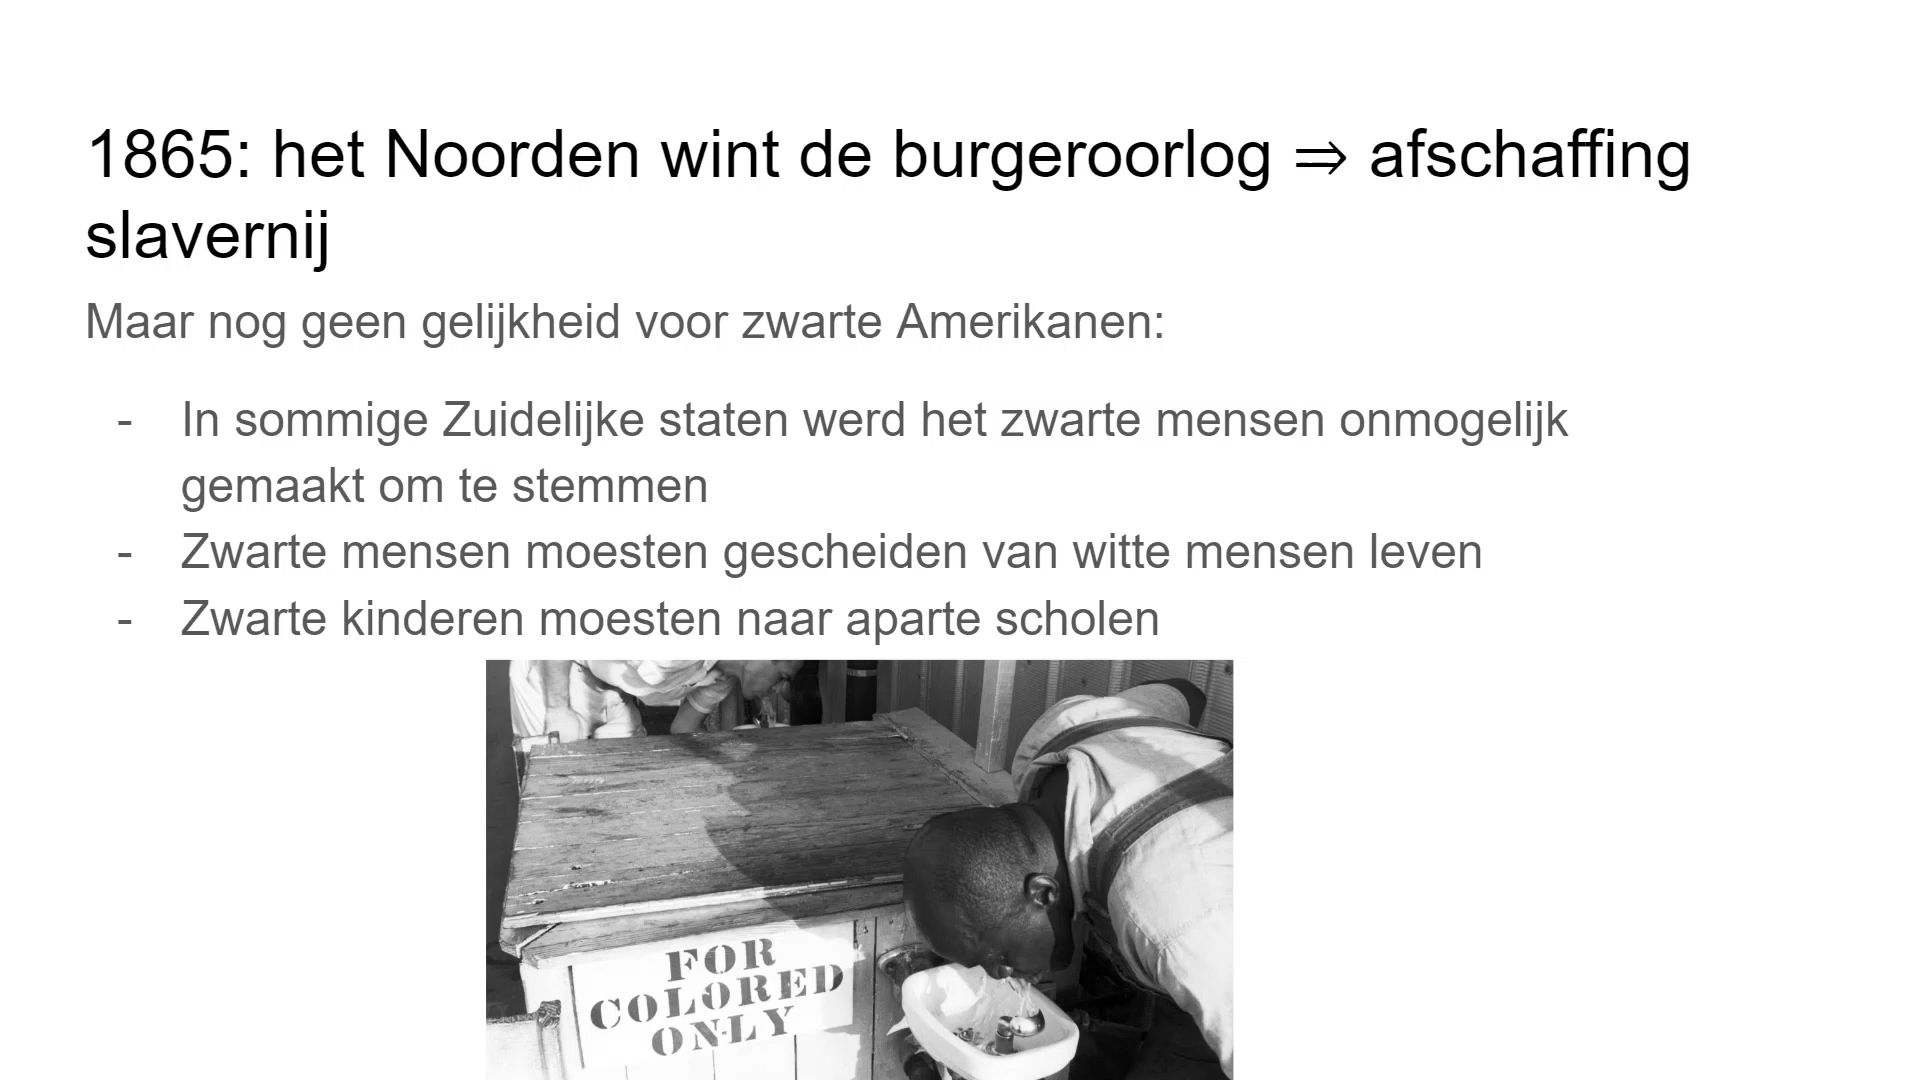 1865: het Noorden wint de burgeroorlog ⇒ afschaffing
slavernij
Maar nog geen gelijkheid voor zwarte Amerikanen:
- In sommige Zuidelijke staten werd het zwarte mensen onmogelijk
gemaakt om te stemmen
- Zwarte mensen moesten gescheiden van witte mensen leven
- Zwarte kinderen moesten naar aparte scholen
FOR
COLORED
ONLY